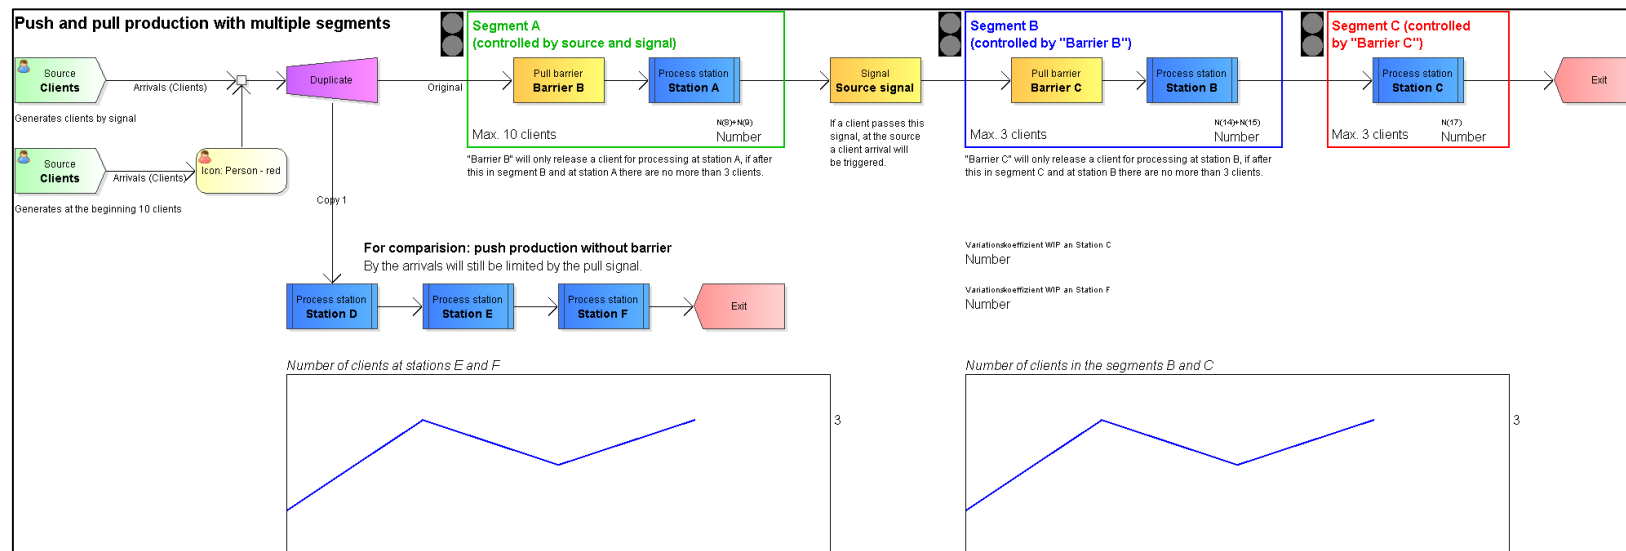 Push and pull production with multiple segments
Segment A
(controlled by source and signal)
Segment B
(controlled by "Barrier B")
Segment C (controlled
by "Barrier C")
Source
Clients
Arrivals (Clients)
Duplicate
Original
Pull barrier
Barrier B
Process station
Station A
Signal
Source signal
Pull barrier
Barrier C
Process station
Station B
Process station
Station C
Exit
Generates clients by signal
Max. 10 clients
N(8)+N(9)
Number
If a client passes this
signal, at the source
a client arrival will
be triggered.
Max. 3 clients
N(14)+N(15)
Number
Max. 3 clients
N(17)
Number
"Barrier B" will only release a client for processing at station A, if after
this in segment B and at station A there are no more than 3 clients.
"Barrier C" will only release a client for processing at station B, if after
this in segment C and at station B there are no more than 3 clients.
Source
Clients
Arrivals (Clients)
Icon: Person - red
Generates at the beginning 10 clients
Copy 1
For comparision: push production without barrier
By the arrivals will still be limited by the pull signal.
Variationskoeffizient WIP an Station C
Number
Variationskoeffizient WIP an Station F
Number
Process station
Station D
Process station
Station E
Process station
Station F
Exit
Number of clients at stations E and F
3
Number of clients in the segments B and C
3